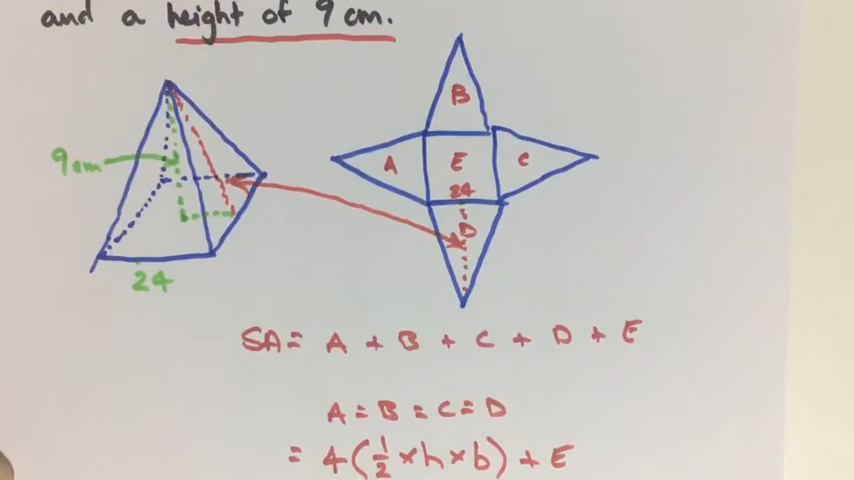 and a height of 9 cm.
B
9cm
A
E
C
24
D
24
SA = A + B + C + D + E
A = B = C = D
= 4(1/2 × h × b) + E